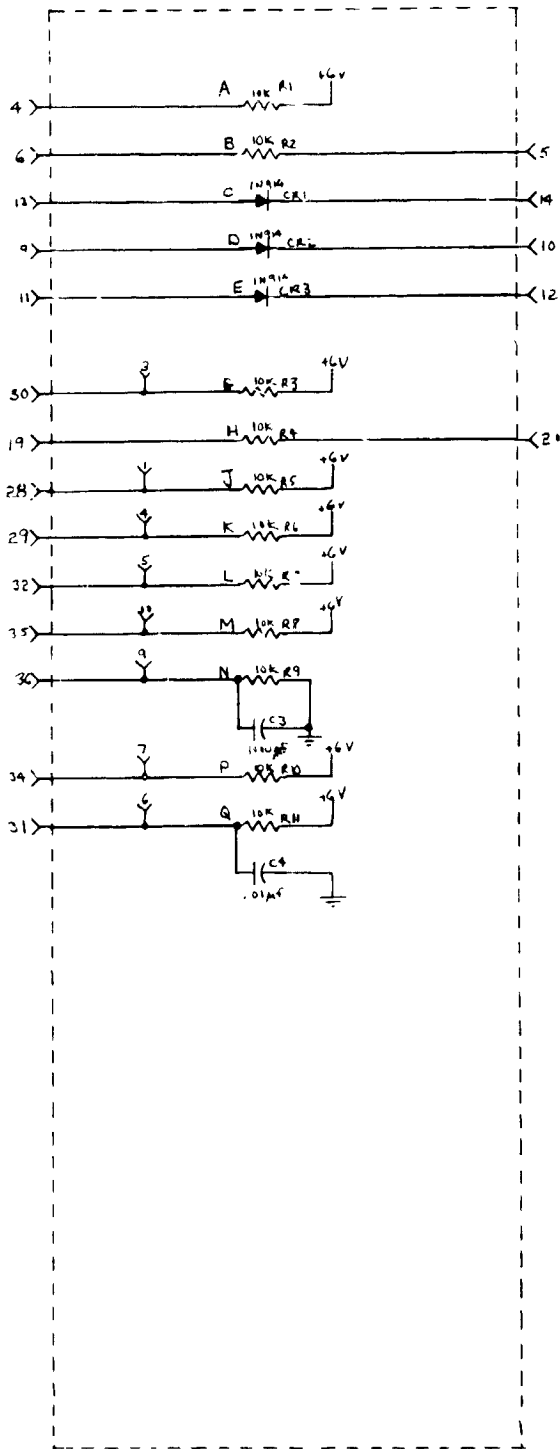 +6V
A 10K R1
4
6 B 10K R2 5
1N914
C CR1 14
1N914
9 D 10
1N914
11 E CR3 12
3 +6V
30 10K R3
10K
19 H R4
1 +6V
28 J 10K R5
4 +6V
29 K 10K R6
5 +6V
32 L
+6V
35 M 10K R8
9
36 N 10K R9
C3
7 +6V
34 P 10K R10
6 +6V
31 Q 10K R11
C4
.01µF